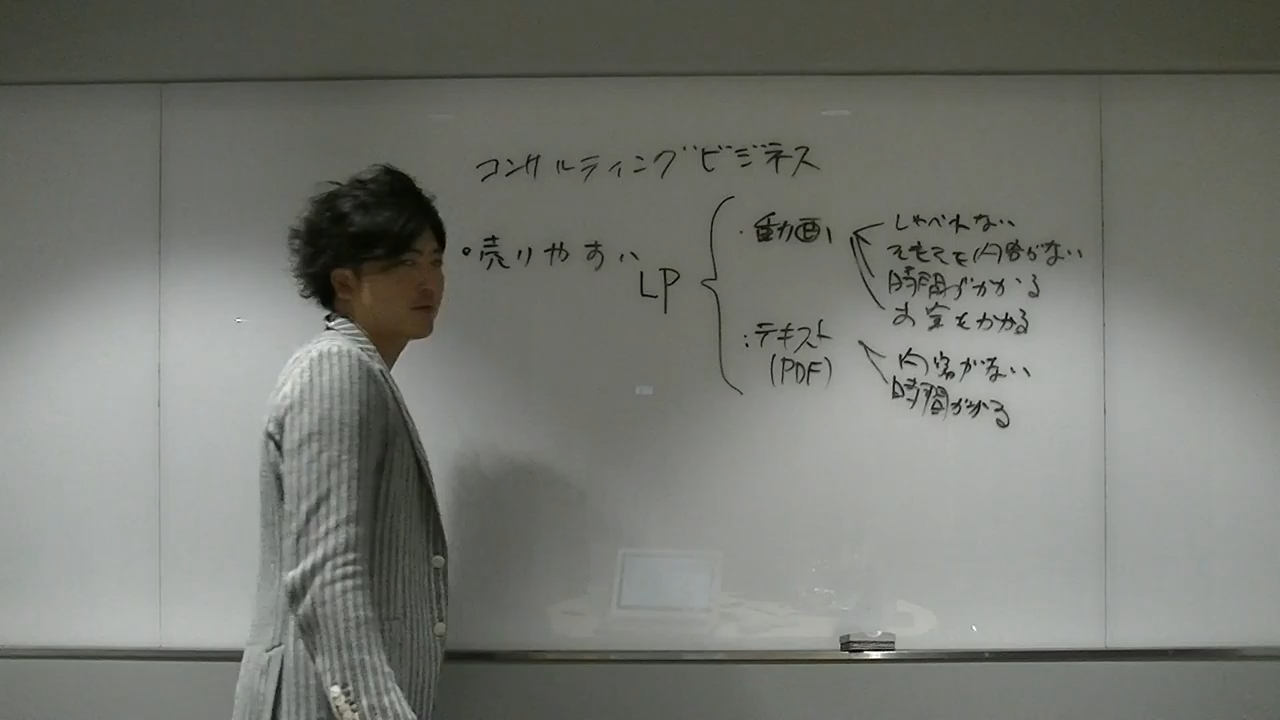 コンサルティングビジネス
・売りやすい
LP
・動画
しゃべれない
そもそも内容がない
時間がかかる
お金もかかる
：テキスト
(PDF)
内容がない
時間がかかる